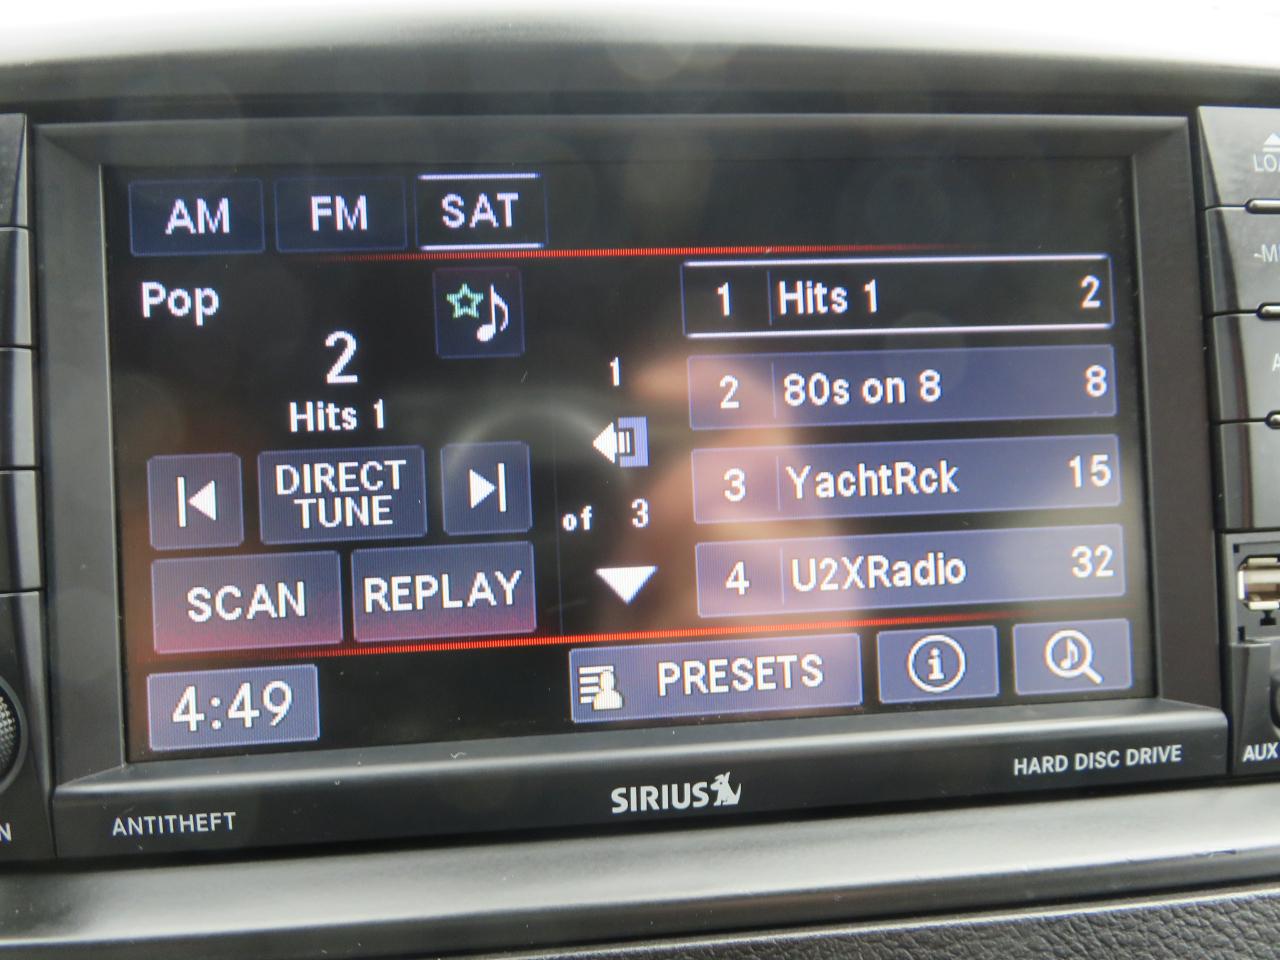 AM FM SAT
Pop
2
Hits 1
DIRECT
TUNE
SCAN REPLAY
4:49
1
of 3
1 Hits 1 2
2 80s on 8 8
3 YachtRck 15
4 U2XRadio 32
PRESETS i
ANTITHEFT
SIRIUS
HARD DISC DRIVE
AUX